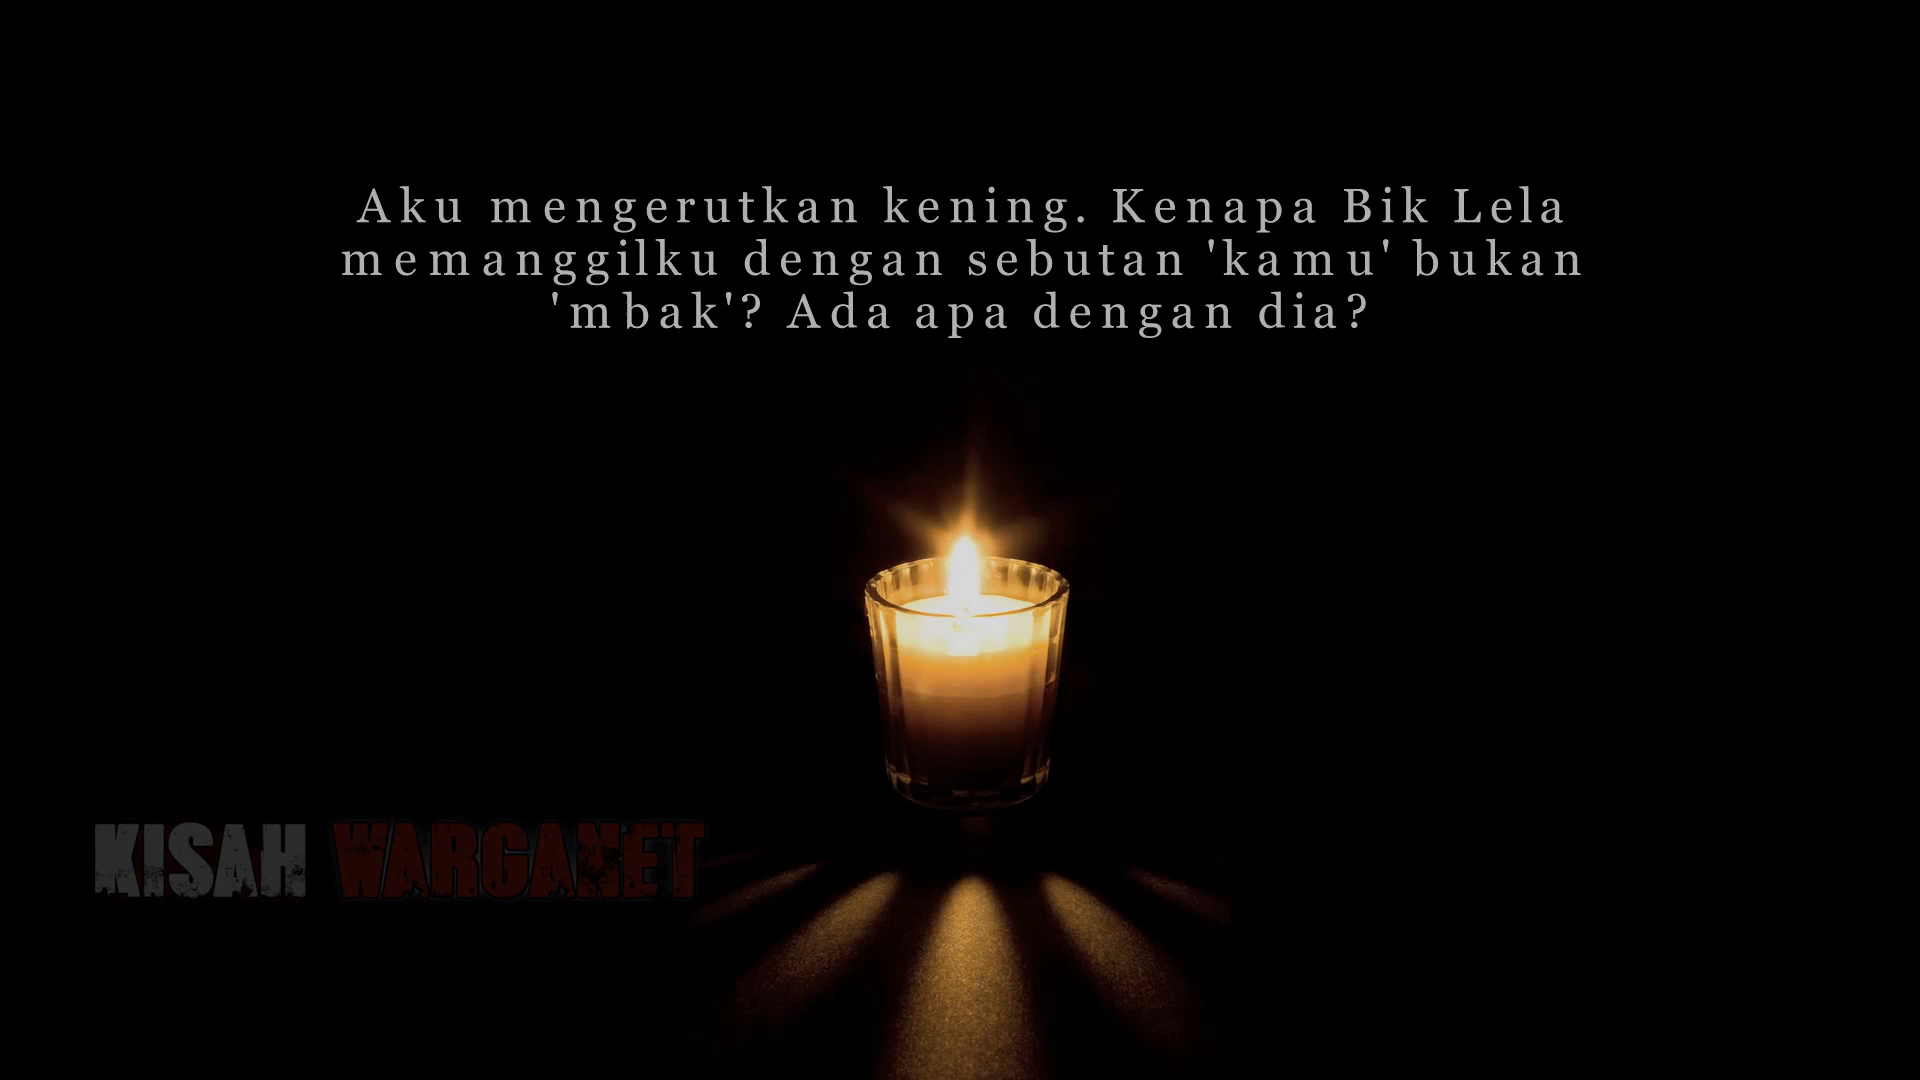 Aku mengerutkan kening. Kenapa Bik Lela
memanggilku dengan sebutan 'kamu' bukan
'mbak'? Ada apa dengan dia?
KISAH WARGANET